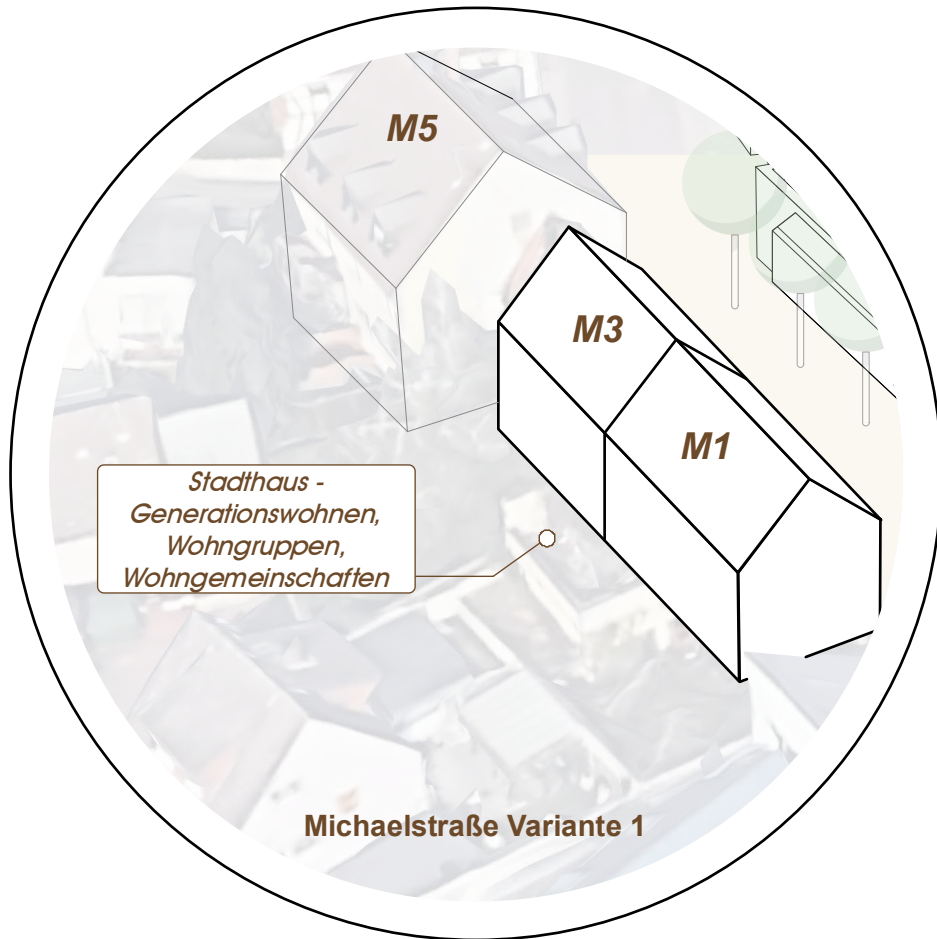 M5
M3
M1
Stadthaus -
Generationswohnen,
Wohngruppen,
Wohngemeinschaften
Michaelstraße Variante 1